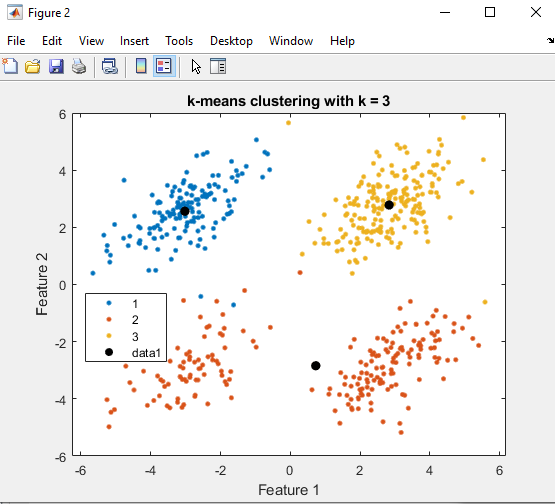 Figure 2
File Edit View Insert Tools Desktop Window Help
k-means clustering with k = 3
6
4
2
0
-2
-4
-6
Feature 2
1
2
3
data1
-6 -4 -2 0 2 4 6
Feature 1